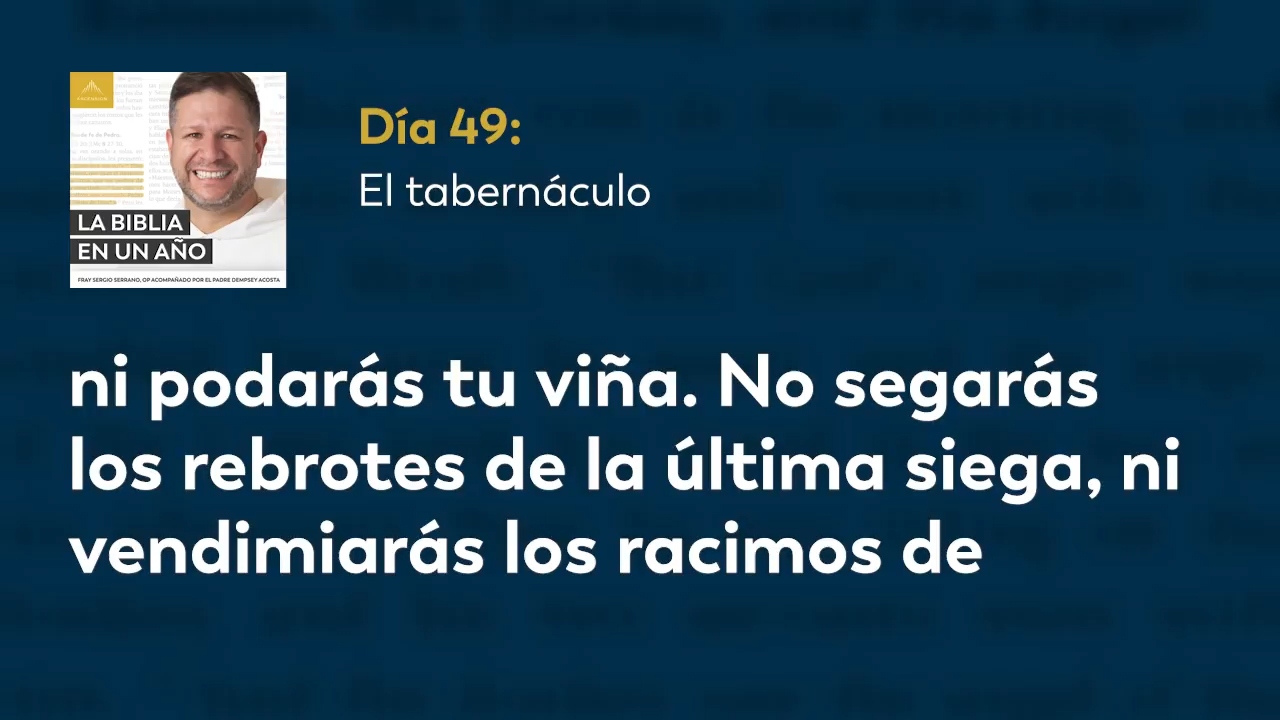 ASCENSION
LA BIBLIA
EN UN AÑO
FRAY SERGIO SERRANO, OP ACOMPAÑADO POR EL PADRE DEMPSEY ACOSTA
Día 49:
El tabernáculo
ni podarás tu viña. No segarás
los rebrotes de la última siega, ni
vendimiarás los racimos de